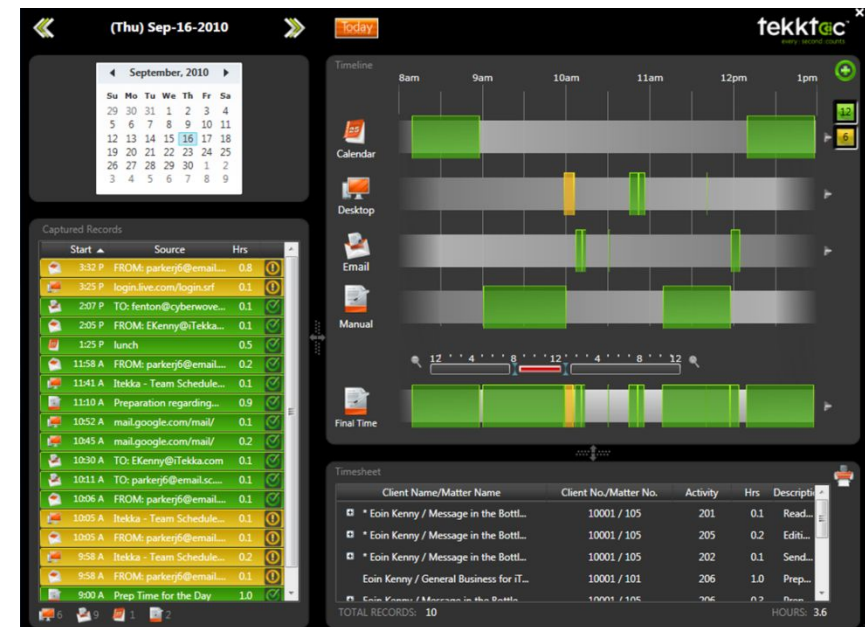 (Thu) Sep-16-2010
Today
tekktoc
every · second · counts
September, 2010
Su Mo Tu We Th Fr Sa
29 30 31 1 2 3 4
5 6 7 8 9 10 11
12 13 14 15 16 17 18
19 20 21 22 23 24 25
26 27 28 29 30 1 2
3 4 5 6 7 8 9
Timeline
8am 9am 10am 11am 12pm 1pm
12
6
Calendar
Desktop
Email
Manual
12 4 8 12 4 8 12
Final Time
Captured Records
Start Source Hrs
3:32 P FROM: parkerj6@email.... 0.8
3:25 P login.live.com/login.srf 0.1
2:07 P TO: fenton@cyberwove... 0.1
2:05 P FROM: EKenny@iTekka... 0.1
1:25 P lunch 0.5
11:58 A FROM: parkerj6@email.... 0.2
11:41 A Itekka - Team Schedule... 0.1
11:10 A Preparation regarding... 0.9
10:52 A mail.google.com/mail/ 0.1
10:45 A mail.google.com/mail/ 0.2
10:30 A TO: EKenny@iTekka.com 0.1
10:11 A TO: parkerj6@email.sc.... 0.1
10:06 A FROM: parkerj6@email.... 0.1
10:05 A Itekka - Team Schedule... 0.1
10:05 A FROM: parkerj6@email.... 0.1
9:58 A Itekka - Team Schedule... 0.2
9:58 A FROM: parkerj6@email.... 0.1
9:00 A Prep Time for the Day 1.0
6 9 1 2
Timesheet
Client Name/Matter Name Client No./Matter No. Activity Hrs Descripti
* Eoin Kenny / Message in the Bottl... 10001 / 105 201 0.1 Read...
* Eoin Kenny / Message in the Bottl... 10001 / 105 205 0.2 Editi...
* Eoin Kenny / Message in the Bottl... 10001 / 105 202 0.1 Send...
Eoin Kenny / General Business for iT... 10001 / 101 206 1.0 Prep...
Eoin Kenny / Message in the Bottle 10001 / 105 206 0.2 Prep
TOTAL RECORDS: 10 HOURS: 3.6